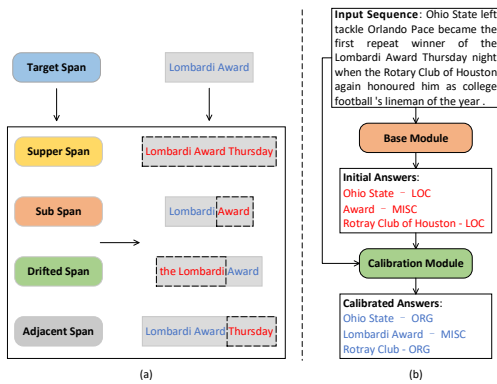 Target Span
Lombardi Award
Supper Span
Lombardi Award Thursday
Sub Span
Lombardi Award
Drifted Span
the Lombardi Award
Adjacent Span
Lombardi Award Thursday
(a)
Input Sequence: Ohio State left
tackle Orlando Pace became the
first repeat winner of the
Lombardi Award Thursday night
when the Rotary Club of Houston
again honoured him as college
football 's lineman of the year .
Base Module
Initial Answers:
Ohio State – LOC
Award – MISC
Rotray Club of Houston - LOC
Calibration Module
Calibrated Answers:
Ohio State – ORG
Lombardi Award – MISC
Rotray Club - ORG
(b)